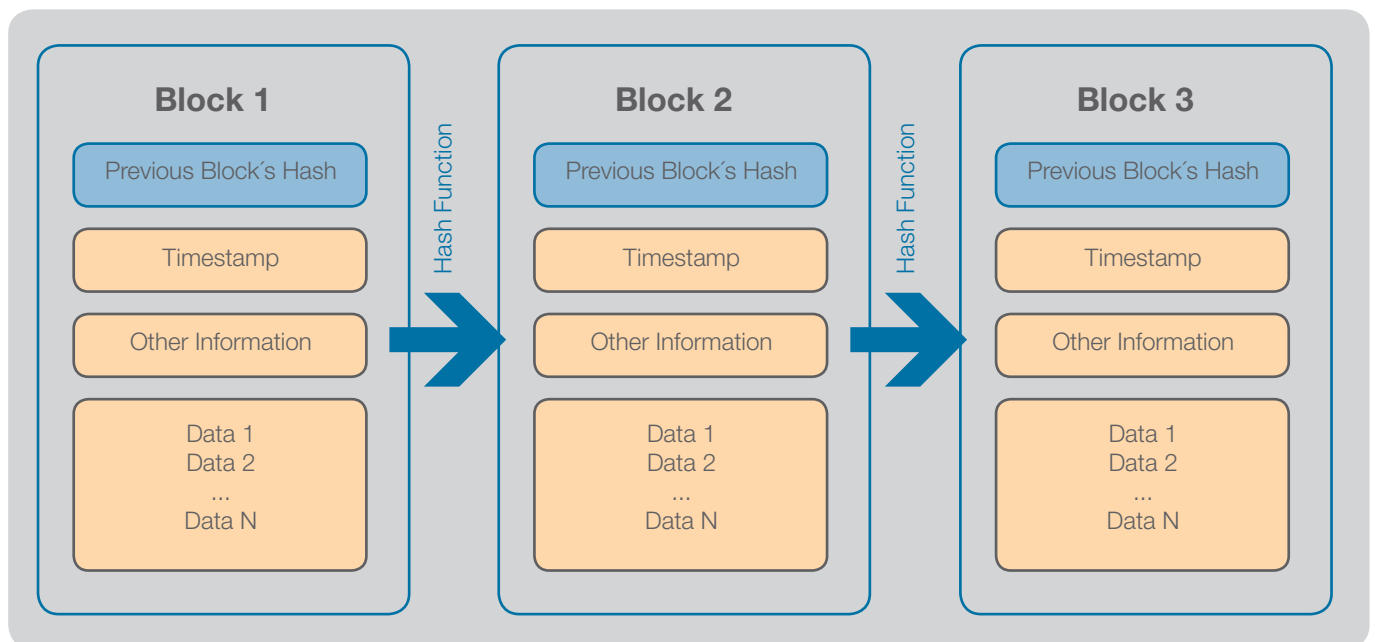 Block 1
Previous Block´s Hash
Timestamp
Other Information
Data 1
Data 2
...
Data N
Hash Function
Block 2
Previous Block´s Hash
Timestamp
Other Information
Data 1
Data 2
...
Data N
Hash Function
Block 3
Previous Block´s Hash
Timestamp
Other Information
Data 1
Data 2
...
Data N